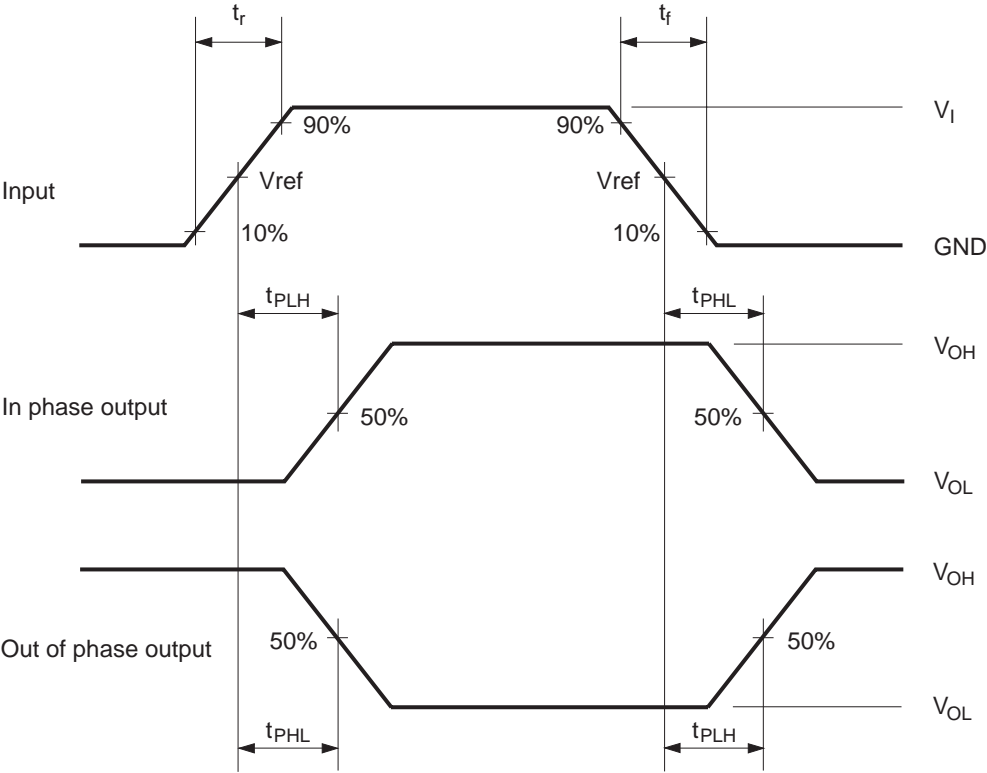 tr tf
90% 90% VI
Input Vref Vref
10% 10% GND
tPLH tPHL
VOH
In phase output 50% 50%
VOL
VOH
Out of phase output 50% 50%
VOL
tPHL tPLH